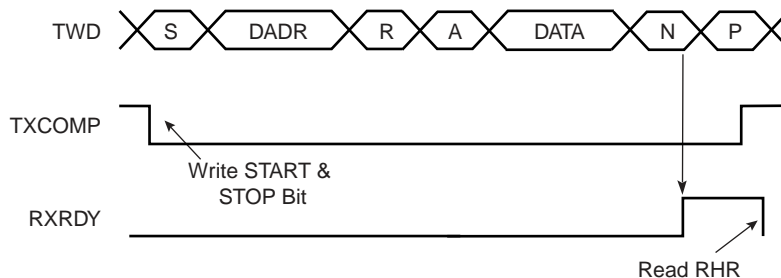 TWD S DADR R A DATA N P
TXCOMP
Write START &
STOP Bit
RXRDY
Read RHR